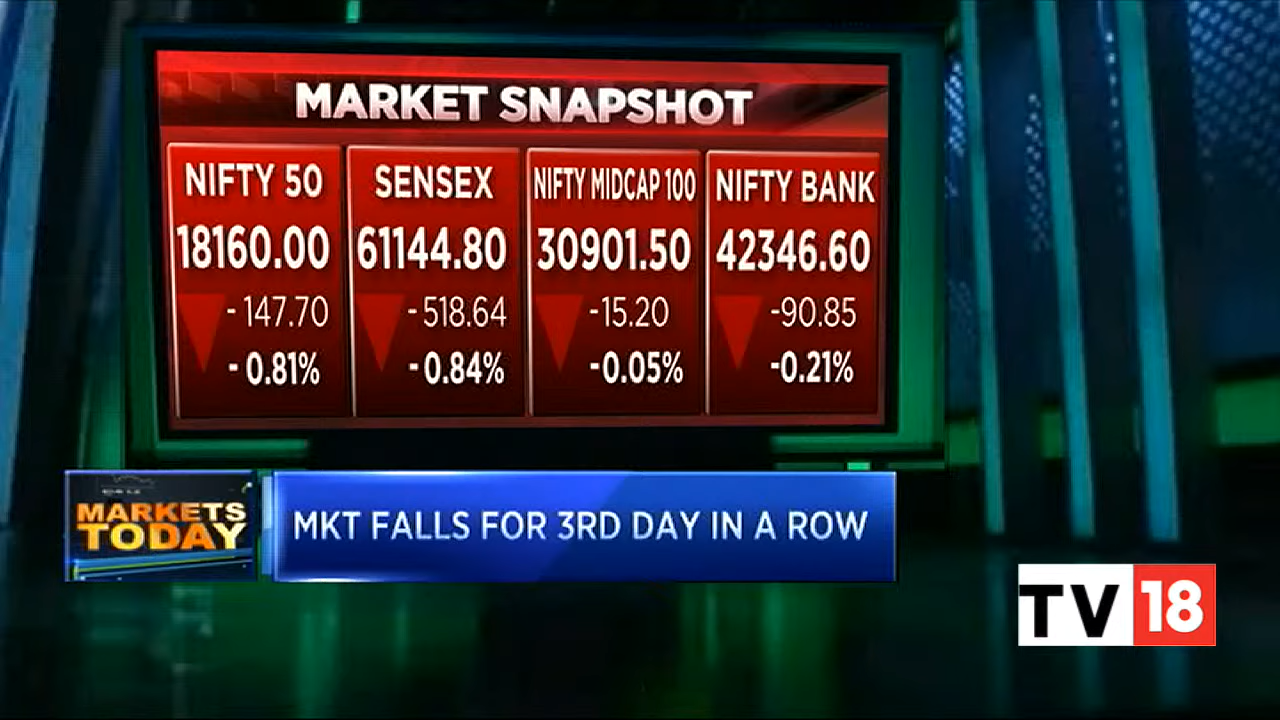 MARKET SNAPSHOT
NIFTY 50
18160.00
- 147.70
- 0.81%
SENSEX
61144.80
- 518.64
- 0.84%
NIFTY MIDCAP 100
30901.50
-15.20
-0.05%
NIFTY BANK
42346.60
-90.85
-0.21%
MARKETS
TODAY
MKT FALLS FOR 3RD DAY IN A ROW
TV 18